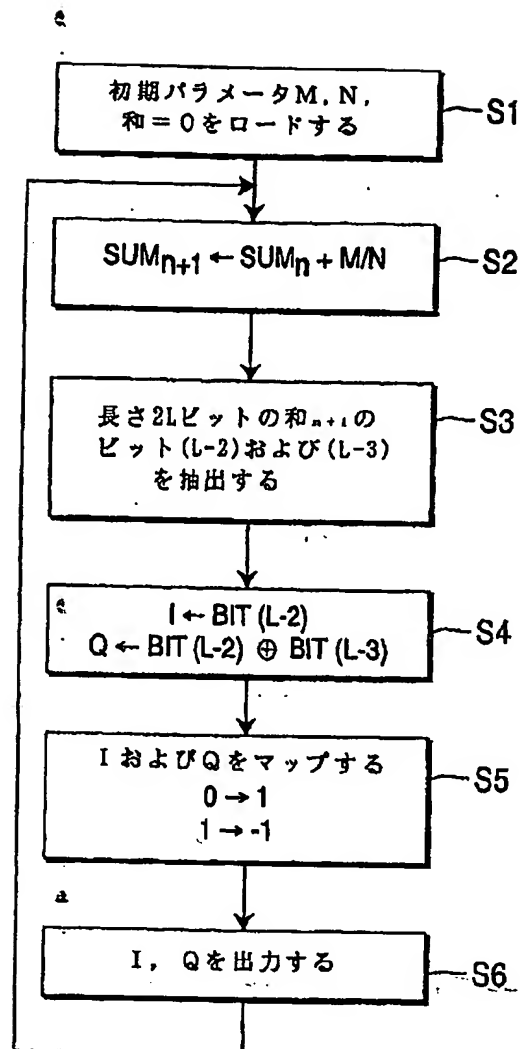 初期パラメータM, N,
和=0をロードする
S1
SUMn+1 ← SUMn + M/N
S2
長さ2Lビットの和n+1の
ビット(L-2)および(L-3)
を抽出する
S3
I ← BIT (L-2)
Q ← BIT (L-2) ⊕ BIT (L-3)
S4
IおよびQをマップする
0 → 1
1 → -1
S5
I, Qを出力する
S6